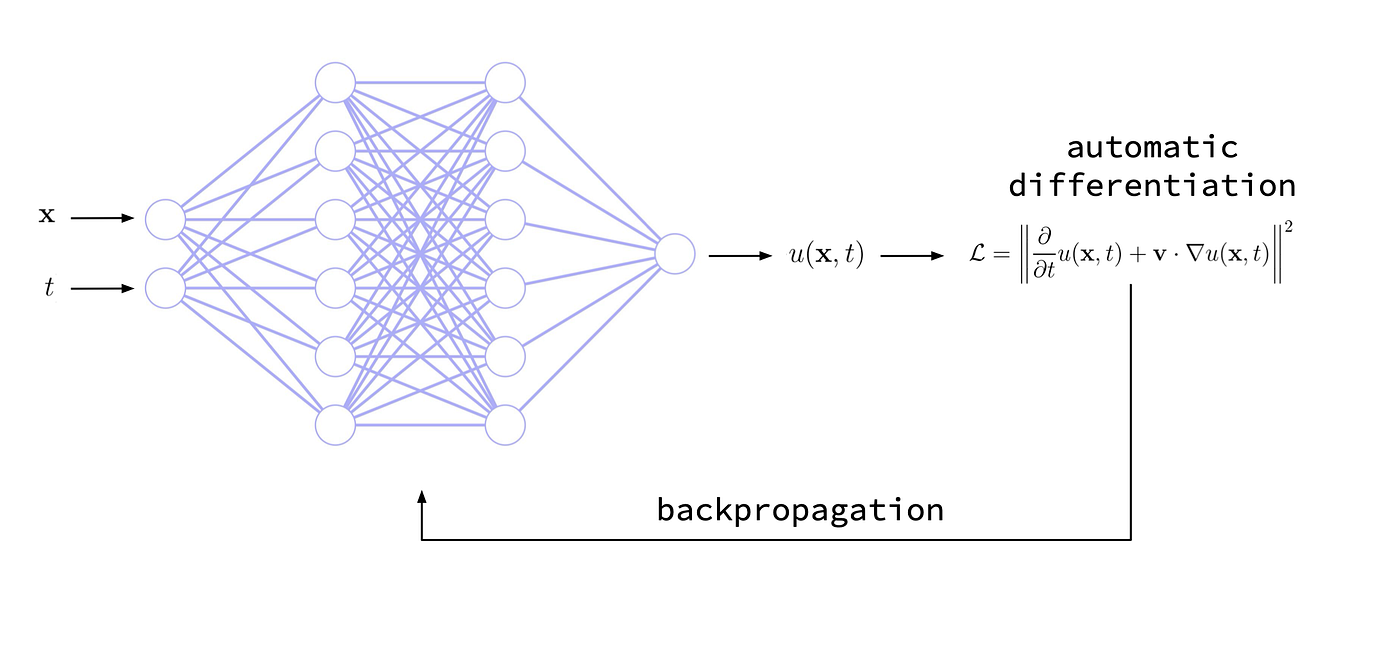 automatic
differentiation
x
t
u(x, t)
ℒ = ‖∂/∂t u(x, t) + v · ∇u(x, t)‖²
backpropagation